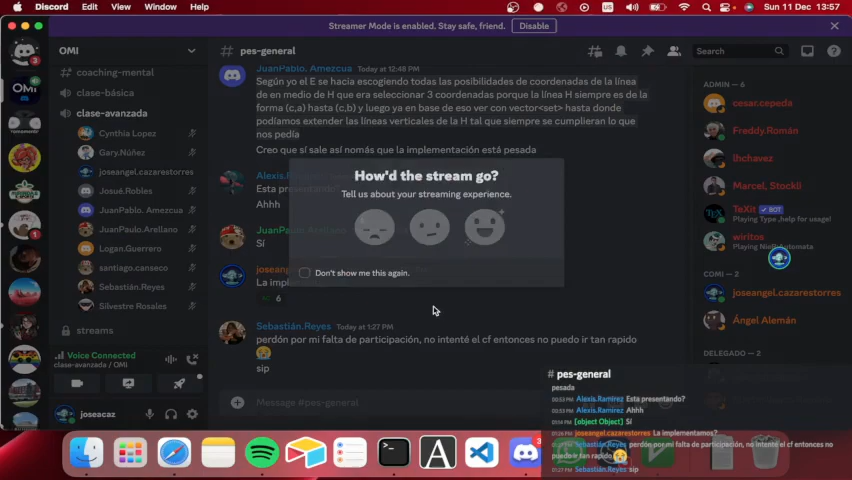 Discord Edit View Window Help
US
Sun 11 Dec 13:57
Streamer Mode is enabled. Stay safe, friend. Disable
OMI
# pes-general
Search
coaching-mental
clase-básica
clase-avanzada
Cynthia Lopez
Gary.Núñez
joseangel.cazarestorres
Josué.Robles
JuanPablo. Amezcua
JuanPaulo.Arellano
Logan.Guerrero
santiago.canseco
Sebastián.Reyes
Silvestre Rosales
streams
Voice Connected
clase-avanzada / OMI
joseacaz
JuanPablo. Amezcua Today at 12:48 PM
Según yo el E se hacia escogiendo todas las posibilidades de coordenadas de la línea
de en medio de H que era seleccionar 3 coordenadas porque la línea H siempre es de la
forma (c,a) hasta (c,b) y luego ya en base de eso ver con vector<set> hasta donde
podíamos extender las líneas verticales de la H tal que siempre se cumplieran lo que
nos pedía
Creo que sí sale así nomás que la implementación está pesada
Esta
Ahhh
Sí
La impl
6
How'd the stream go?
Tell us about your streaming experience.
Don't show me this again.
Sebastián.Reyes Today at 1:27 PM
perdón por mi falta de participación, no intenté el cf entonces no puedo ir tan rapido
sip
Message #pes-general
ADMIN — 6
cesar.cepeda
Freddy.Román
lhchavez
Marcel, Stockli
TeXit BOT
Playing Type ,help for usage!
wiritos
Playing NieR:Automata
COMI — 2
joseangel.cazarestorres
Ángel Alemán
DELEGADO — 2
# pes-general
pesada
Alexis.Ramirez Esta presentando?
Alexis.Ramirez Ahhh
[object Object] Sí
joseangel.cazarestorres La implementamos?
Sebastián.Reyes perdón por mi falta de participación, no intenté el cf entonces no
puedo ir tan rapido
Sebastián.Reyes sip